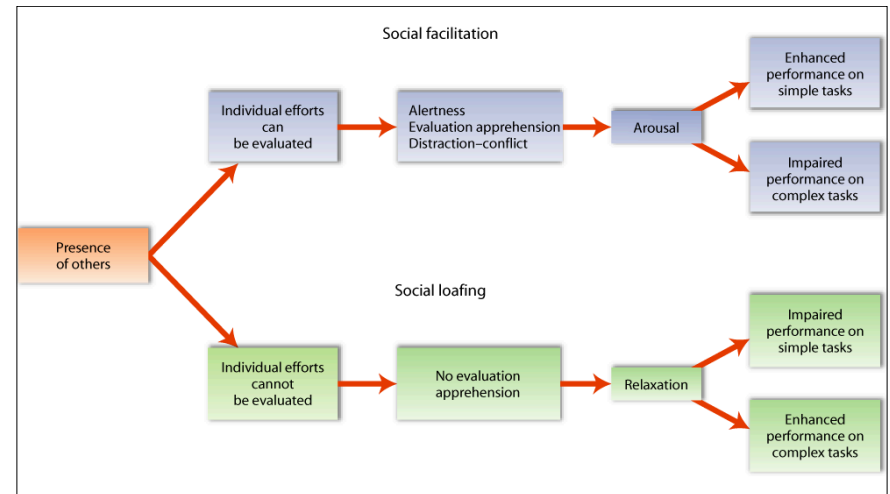 Social facilitation
Individual efforts
can
be evaluated
Alertness
Evaluation apprehension
Distraction–conflict
Arousal
Enhanced
performance on
simple tasks
Impaired
performance on
complex tasks
Presence
of others
Social loafing
Individual efforts
cannot
be evaluated
No evaluation
apprehension
Relaxation
Impaired
performance on
simple tasks
Enhanced
performance on
complex tasks